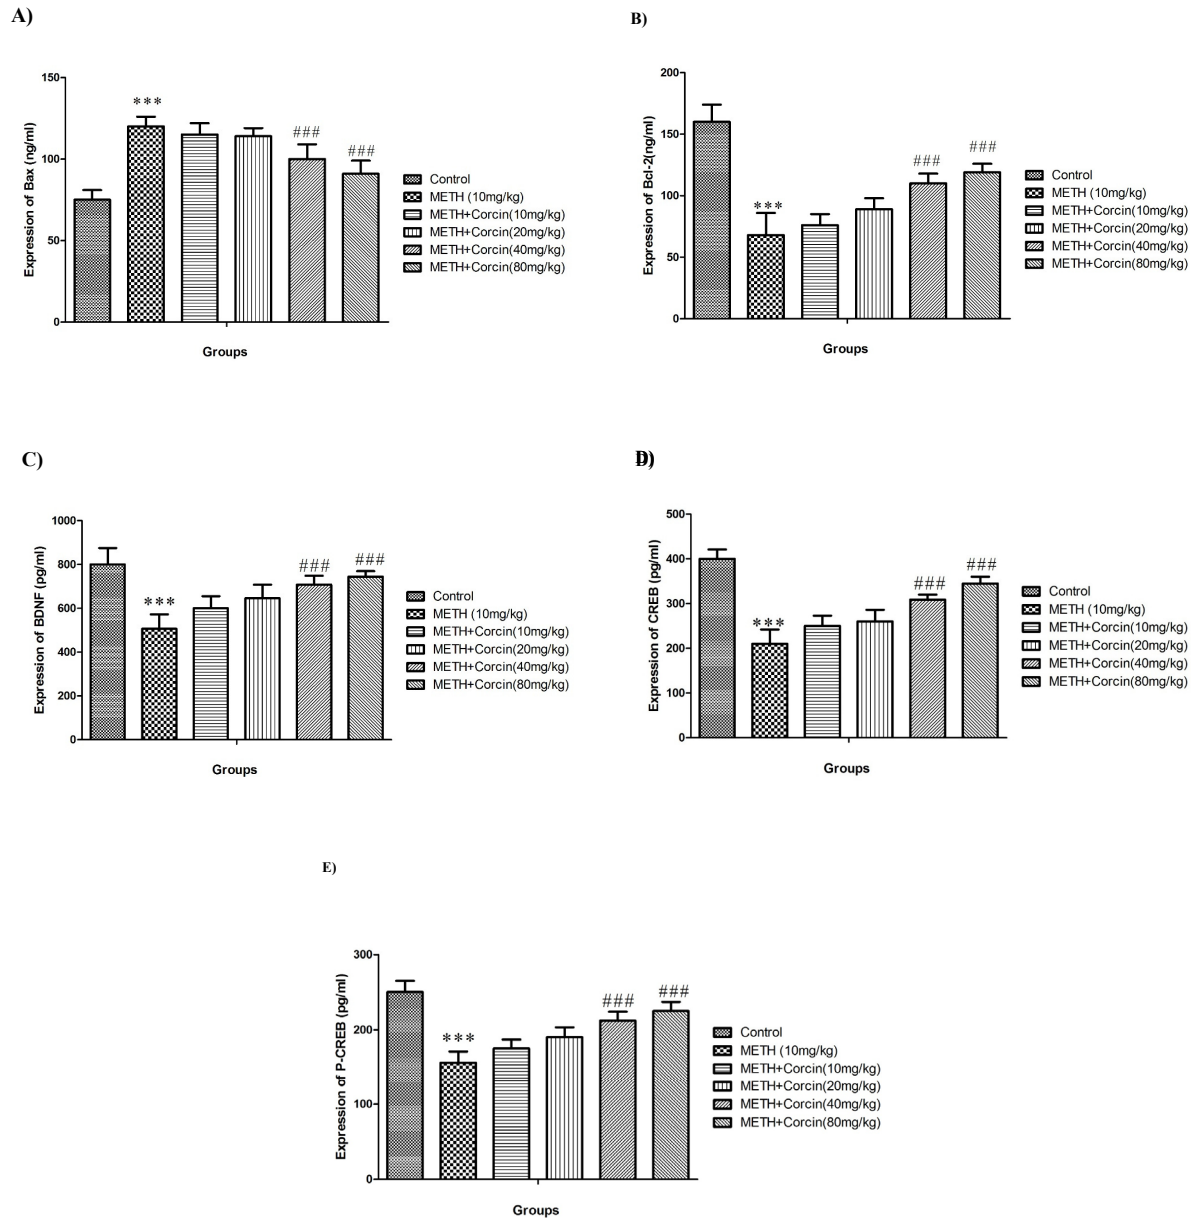 A)
Expression of Bax (ng/ml)
150
100
50
0
***
###
###
Groups
Control
METH (10mg/kg)
METH+Corcin(10mg/kg)
METH+Corcin(20mg/kg)
METH+Corcin(40mg/kg)
METH+Corcin(80mg/kg)
B)
Expression of Bcl-2(ng/ml)
200
150
100
50
0
***
###
###
Groups
Control
METH (10mg/kg)
METH+Corcin(10mg/kg)
METH+Corcin(20mg/kg)
METH+Corcin(40mg/kg)
METH+Corcin(80mg/kg)
C)
Expression of BDNF (pg/ml)
1000
800
600
400
200
0
***
###
###
Groups
Control
METH (10mg/kg)
METH+Corcin(10mg/kg)
METH+Corcin(20mg/kg)
METH+Corcin(40mg/kg)
METH+Corcin(80mg/kg)
D)
Expression of CREB (pg/ml)
500
400
300
200
100
0
***
###
###
Groups
Control
METH (10mg/kg)
METH+Corcin(10mg/kg)
METH+Corcin(20mg/kg)
METH+Corcin(40mg/kg)
METH+Corcin(80mg/kg)
E)
Expression of P-CREB (pg/ml)
300
200
100
0
***
###
###
Groups
Control
METH (10mg/kg)
METH+Corcin(10mg/kg)
METH+Corcin(20mg/kg)
METH+Corcin(40mg/kg)
METH+Corcin(80mg/kg)